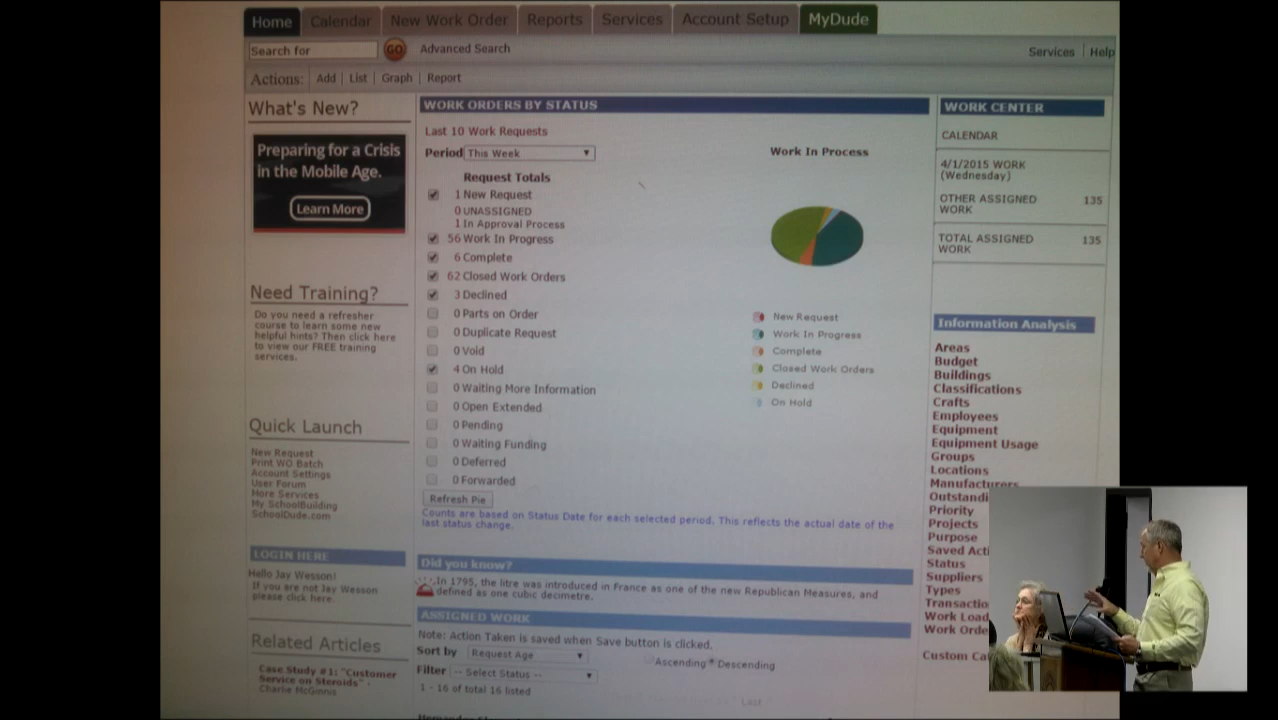 Home Calendar New Work Order Reports Services Account Setup MyDude
Search for GO Advanced Search
Services Help
Actions: Add List Graph Report
What's New?
Preparing for a Crisis
in the Mobile Age.
Learn More
Need Training?
Do you need a refresher
course to learn some new
helpful hints? Then click here
to view our FREE training
services.
Quick Launch
New Request
Print WO Batch
Account Settings
User Forum
More Services
My SchoolBuilding
SchoolDude.com
LOGIN HERE
Hello Jay Wesson!
If you are not Jay Wesson
please click here.
Related Articles
Case Study #1: "Customer
Service on Steroids" -
Charlie McGinnis
WORK ORDERS BY STATUS
Last 10 Work Requests
Period This Week
Request Totals
1 New Request
0 UNASSIGNED
1 In Approval Process
56 Work In Progress
6 Complete
62 Closed Work Orders
3 Declined
0 Parts on Order
0 Duplicate Request
0 Void
4 On Hold
0 Waiting More Information
0 Open Extended
0 Pending
0 Waiting Funding
0 Deferred
0 Forwarded
Refresh Pie
Counts are based on Status Date for each selected period. This reflects the actual date of the
last status change.
Work In Process
New Request
Work In Progress
Complete
Closed Work Orders
Declined
On Hold
Did you know?
In 1795, the litre was introduced in France as one of the new Republican Measures, and
defined as one cubic decimetre.
ASSIGNED WORK
Note: Action Taken is saved when Save button is clicked.
Sort by Request Age Ascending Descending
Filter -- Select Status --
1 - 16 of total 16 listed
Last
WORK CENTER
CALENDAR
4/1/2015 WORK
(Wednesday)
OTHER ASSIGNED 135
WORK
TOTAL ASSIGNED 135
WORK
Information Analysis
Areas
Budget
Buildings
Classifications
Crafts
Employees
Equipment
Equipment Usage
Groups
Locations
Manufacturers
Outstandi
Priority
Projects
Purpose
Saved Acti
Status
Suppliers
Types
Transactio
Work Load
Work Orde
Custom Ca